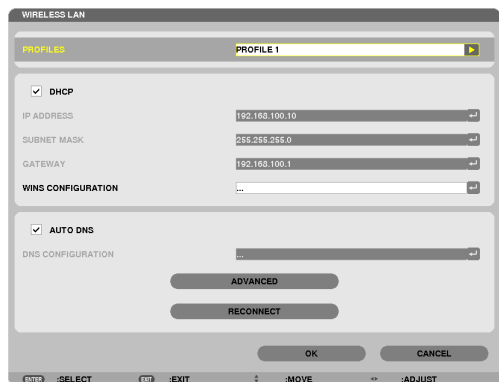 WIRELESS LAN
PROFILES PROFILE 1
DHCP
IP ADDRESS 192.168.100.10
SUBNET MASK 255.255.255.0
GATEWAY 192.168.100.1
WINS CONFIGURATION ...
AUTO DNS
DNS CONFIGURATION ...
ADVANCED
RECONNECT
OK CANCEL
ENTER :SELECT EXIT :EXIT :MOVE :ADJUST